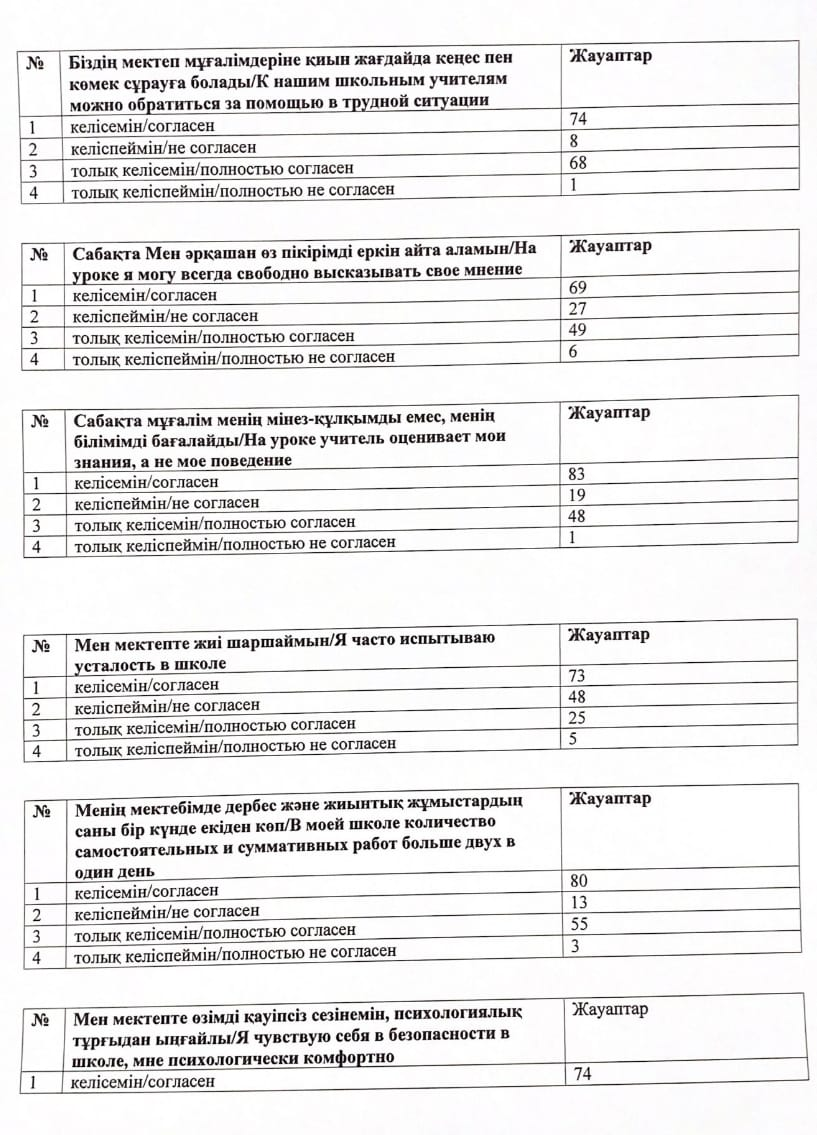 № Біздің мектеп мұғалімдеріне қиын жағдайда кеңес пен Жауаптар
көмек сұрауға болады/К нашим школьным учителям
можно обратиться за помощью в трудной ситуации
1 келісемін/согласен 74
2 келіспеймін/не согласен 8
3 толық келісемін/полностью согласен 68
4 толық келіспеймін/полностью не согласен 1
№ Сабақта Мен әрқашан өз пікірімді еркін айта аламын/На Жауаптар
уроке я могу всегда свободно высказывать свое мнение
1 келісемін/согласен 69
2 келіспеймін/не согласен 27
3 толық келісемін/полностью согласен 49
4 толық келіспеймін/полностью не согласен 6
№ Сабақта мұғалім менің мінез-құлқымды емес, менің Жауаптар
білімімді бағалайды/На уроке учитель оценивает мои
знания, а не мое поведение
1 келісемін/согласен 83
2 келіспеймін/не согласен 19
3 толық келісемін/полностью согласен 48
4 толық келіспеймін/полностью не согласен 1
№ Мен мектепте жиі шаршаймын/Я часто испытываю Жауаптар
усталость в школе
1 келісемін/согласен 73
2 келіспеймін/не согласен 48
3 толық келісемін/полностью согласен 25
4 толық келіспеймін/полностью не согласен 5
№ Менің мектебімде дербес және жиынтық жұмыстардың Жауаптар
саны бір күнде екіден көп/В моей школе количество
самостоятельных и суммативных работ больше двух в
один день
1 келісемін/согласен 80
2 келіспеймін/не согласен 13
3 толық келісемін/полностью согласен 55
4 толық келіспеймін/полностью не согласен 3
№ Мен мектепте өзімді қауіпсіз сезінемін, психологиялық Жауаптар
тұрғыдан ыңғайлы/Я чувствую себя в безопасности в
школе, мне психологически комфортно
1 келісемін/согласен 74